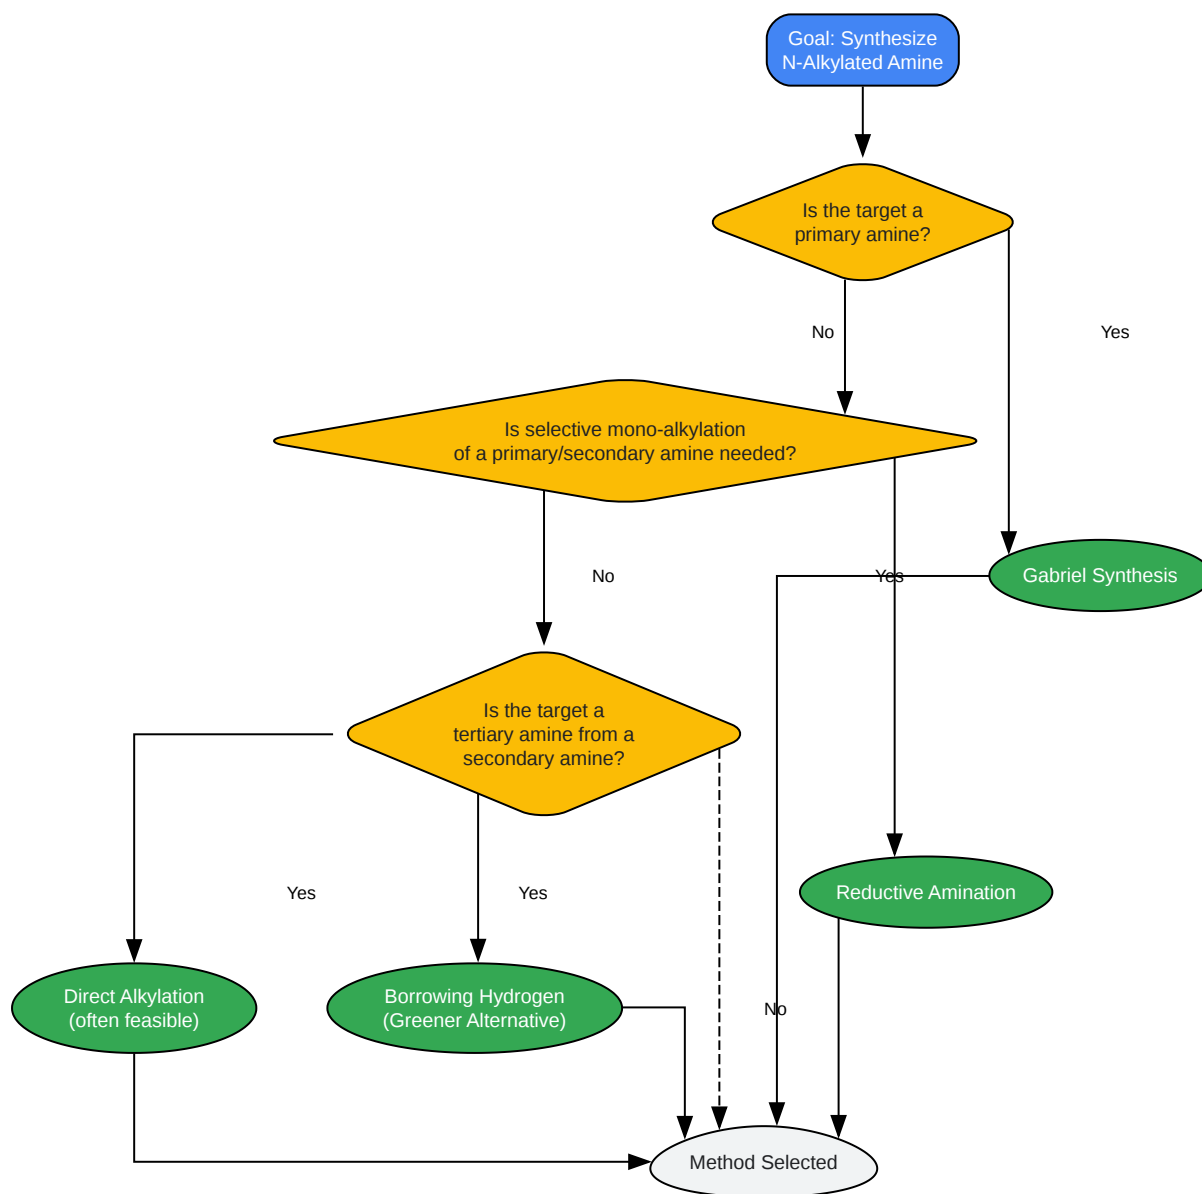 Goal: Synthesize
N-Alkylated Amine
Is the target a
primary amine?
No
Yes
Is selective mono-alkylation
of a primary/secondary amine needed?
No
Yes
Gabriel Synthesis
Is the target a
tertiary amine from a
secondary amine?
Yes
Yes
Reductive Amination
Direct Alkylation
(often feasible)
Borrowing Hydrogen
(Greener Alternative)
No
Method Selected